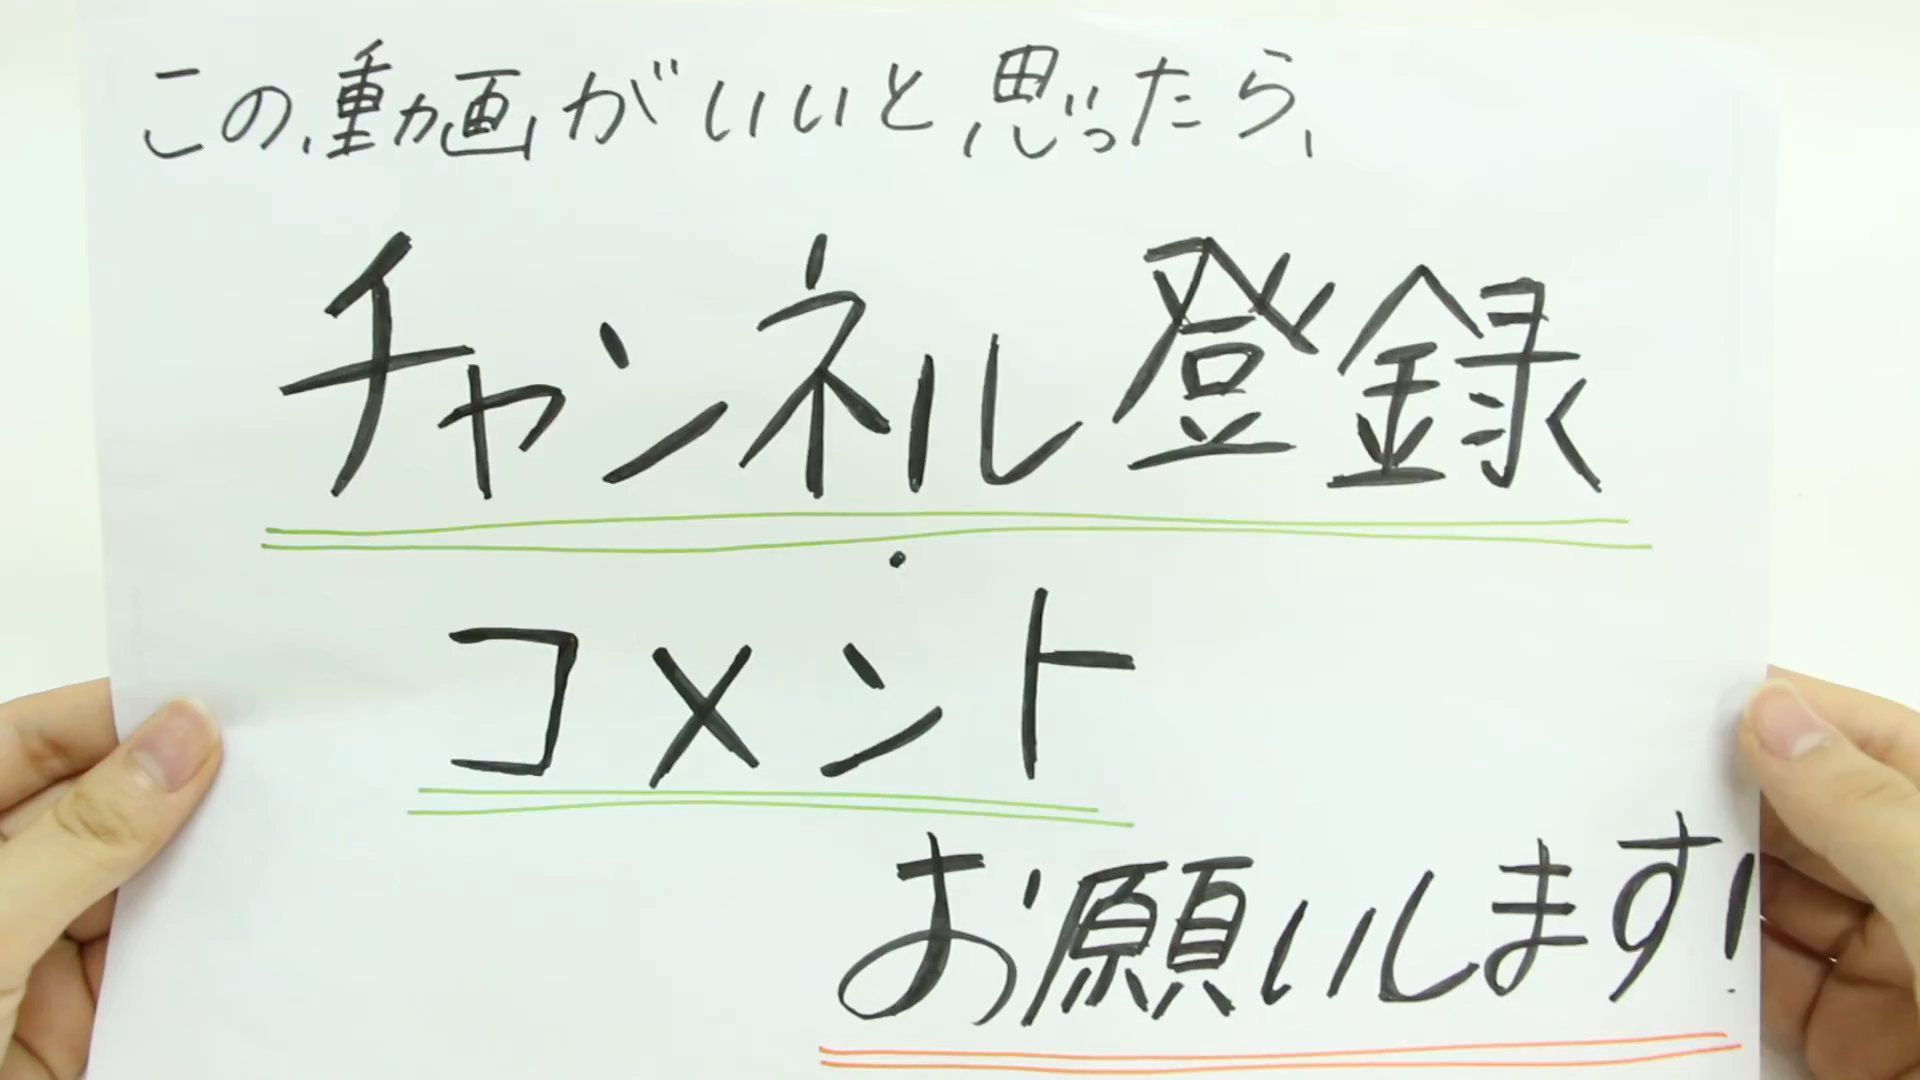 この動画がいいと思ったら、
チャンネル登録
・
コメント
お願いします!